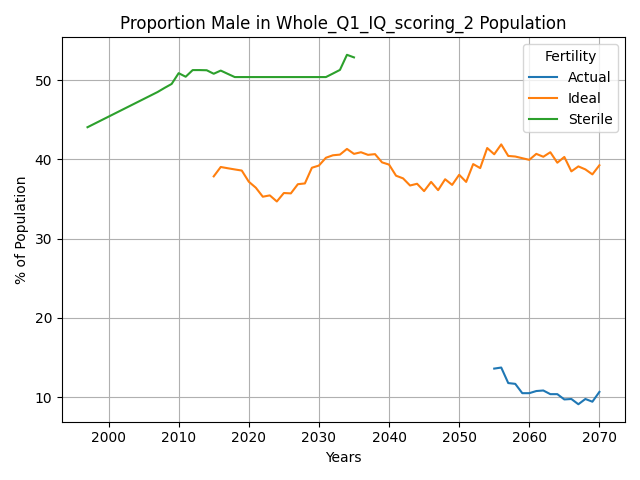 Proportion Male in Whole_Q1_IQ_scoring_2 Population
Fertility
Actual
Ideal
Sterile
% of Population
50
40
30
20
10
2000 2010 2020 2030 2040 2050 2060 2070
Years